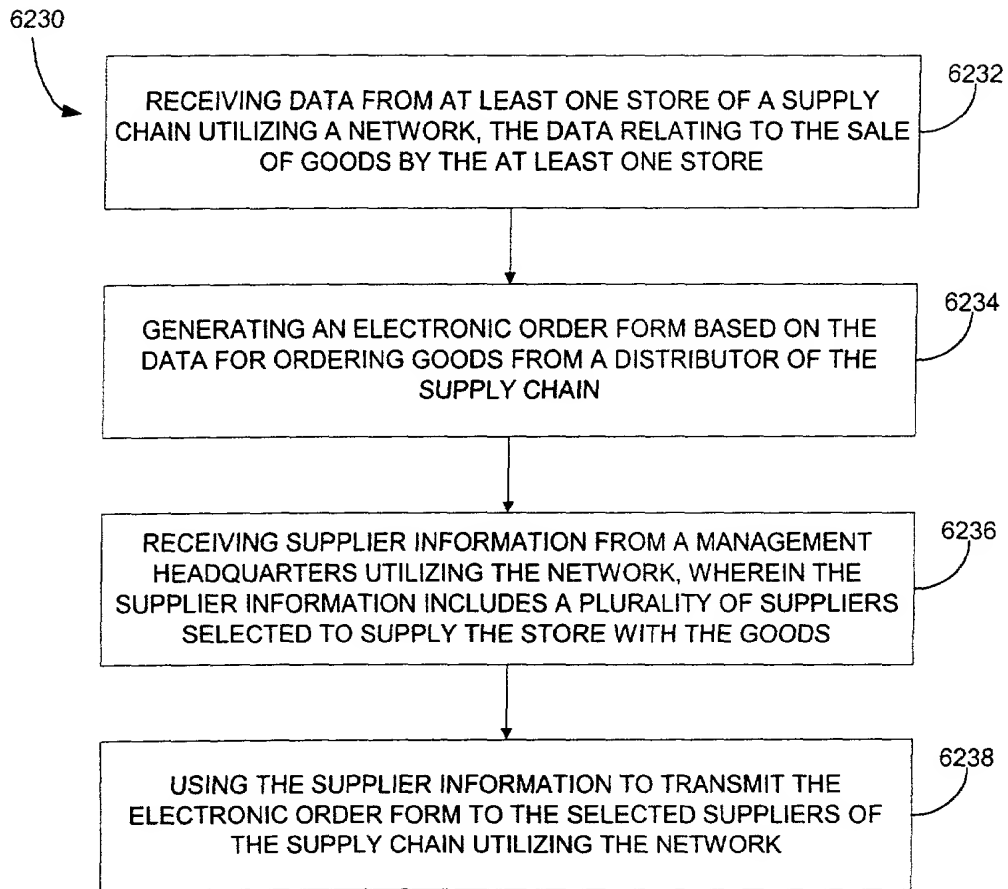 6230
6232
RECEIVING DATA FROM AT LEAST ONE STORE OF A SUPPLY
CHAIN UTILIZING A NETWORK, THE DATA RELATING TO THE SALE
OF GOODS BY THE AT LEAST ONE STORE
6234
GENERATING AN ELECTRONIC ORDER FORM BASED ON THE
DATA FOR ORDERING GOODS FROM A DISTRIBUTOR OF THE
SUPPLY CHAIN
6236
RECEIVING SUPPLIER INFORMATION FROM A MANAGEMENT
HEADQUARTERS UTILIZING THE NETWORK, WHEREIN THE
SUPPLIER INFORMATION INCLUDES A PLURALITY OF SUPPLIERS
SELECTED TO SUPPLY THE STORE WITH THE GOODS
6238
USING THE SUPPLIER INFORMATION TO TRANSMIT THE
ELECTRONIC ORDER FORM TO THE SELECTED SUPPLIERS OF
THE SUPPLY CHAIN UTILIZING THE NETWORK